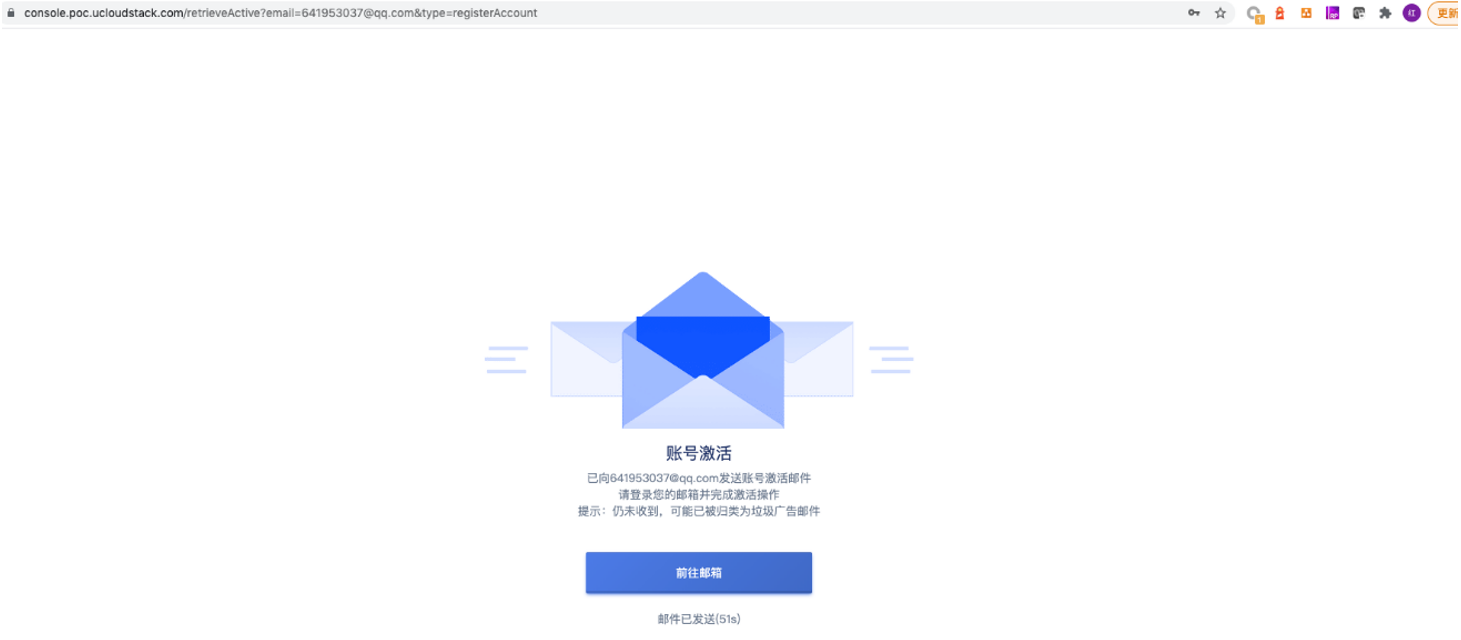 console.poc.ucloudstack.com/retrieveActive?email=641953037@qq.com&type=registerAccount
1
RP
红
更新
账号激活
已向641953037@qq.com发送账号激活邮件
请登录您的邮箱并完成激活操作
提示：仍未收到，可能已被归类为垃圾广告邮件
前往邮箱
邮件已发送(51s)